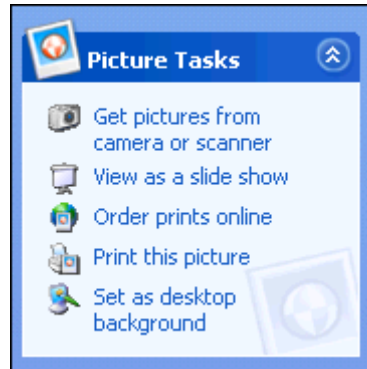 Picture Tasks
Get pictures from
camera or scanner
View as a slide show
Order prints online
Print this picture
Set as desktop
background